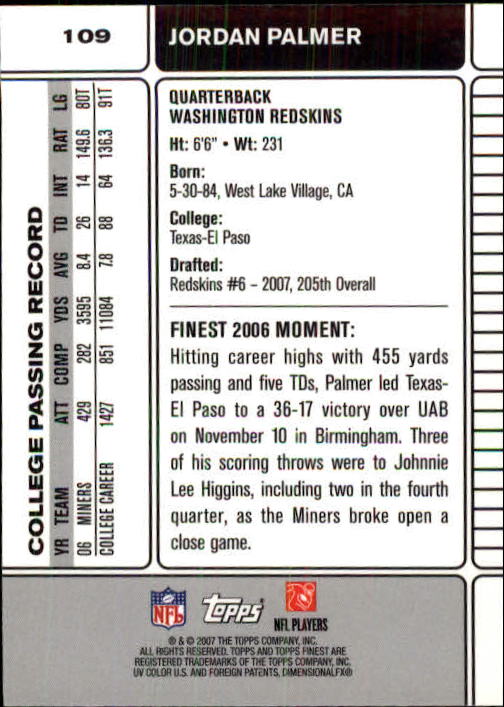 109
JORDAN PALMER
QUARTERBACK
WASHINGTON REDSKINS
Ht: 6'6" • Wt: 231
Born:
5-30-84, West Lake Village, CA
College:
Texas-El Paso
Drafted:
Redskins #6 – 2007, 205th Overall
FINEST 2006 MOMENT:
Hitting career highs with 455 yards
passing and five TDs, Palmer led Texas-
El Paso to a 36-17 victory over UAB
on November 10 in Birmingham. Three
of his scoring throws were to Johnnie
Lee Higgins, including two in the fourth
quarter, as the Miners broke open a
close game.
COLLEGE PASSING RECORD
YR TEAM ATT COMP YDS AVG TD INT RAT LG
06 MINERS 429 282 3595 8.4 26 14 149.6 80T
COLLEGE CAREER 1427 851 11084 7.8 88 64 136.3 91T
NFL
Topps
NFL PLAYERS
® & © 2007 THE TOPPS COMPANY, INC.
ALL RIGHTS RESERVED. TOPPS AND TOPPS FINEST ARE
REGISTERED TRADEMARKS OF THE TOPPS COMPANY, INC.
UV COLOR U.S. AND FOREIGN PATENTS, DIMENSIONALFX®